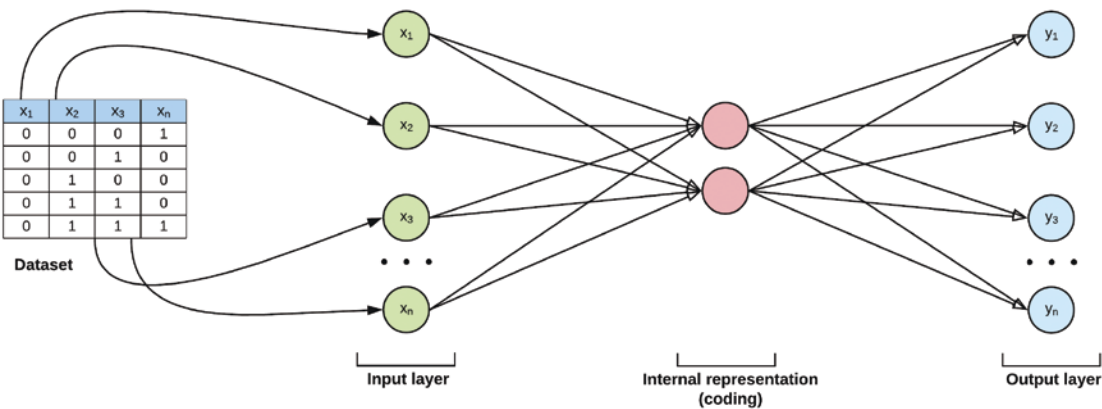 x₁ x₂ x₃ xₙ
0 0 0 1
0 0 1 0
0 1 0 0
0 1 1 0
0 1 1 1
Dataset
x₁
x₂
x₃
• • •
xₙ
Input layer
Internal representation
(coding)
y₁
y₂
y₃
• • •
yₙ
Output layer